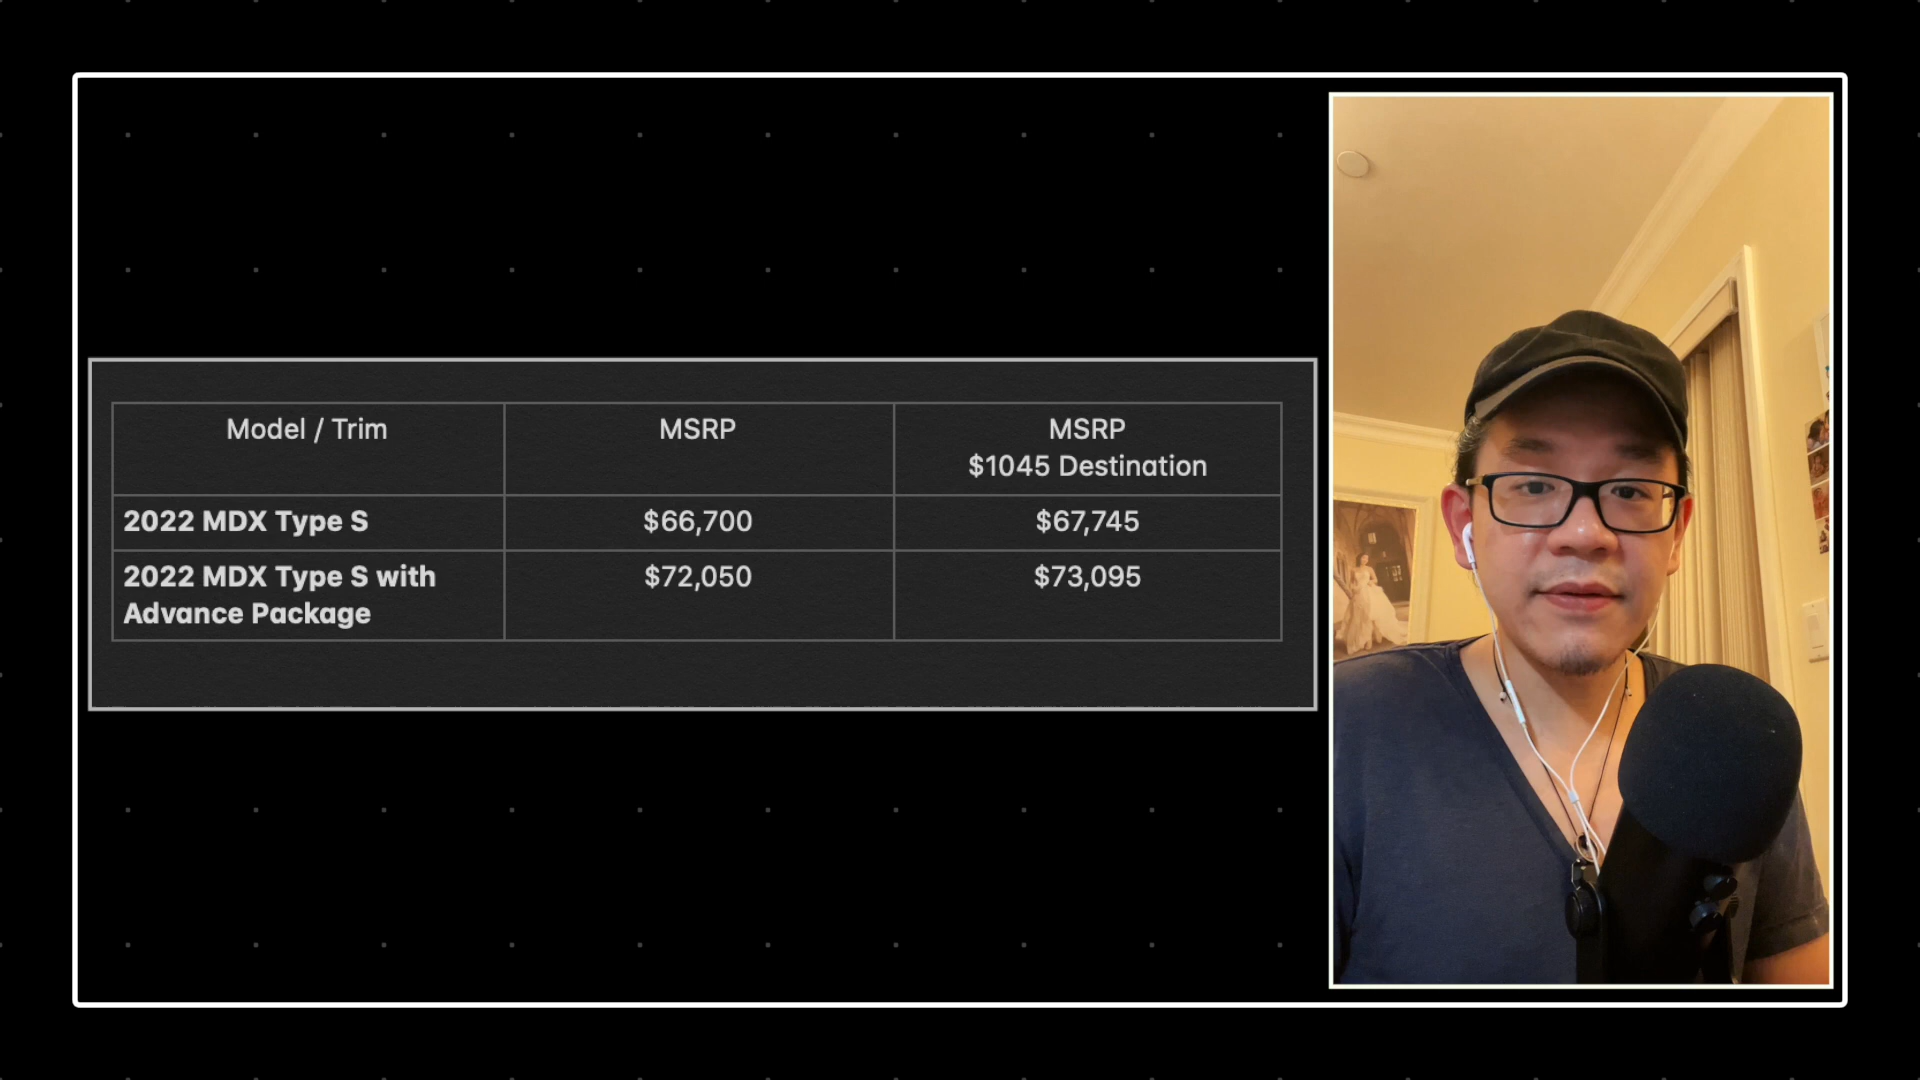 Model / Trim
MSRP
MSRP
$1045 Destination
2022 MDX Type S
$66,700
$67,745
2022 MDX Type S with
Advance Package
$72,050
$73,095